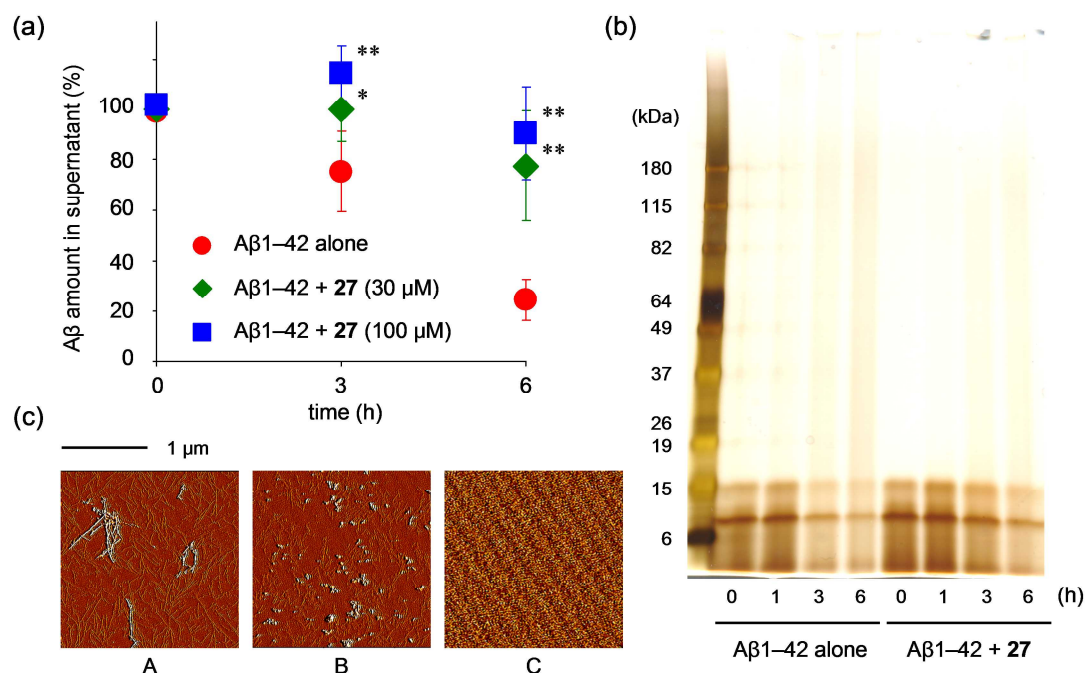 (a)
Aβ amount in supernatant (%)
100
80
60
40
20
0
**
*
**
**
Aβ1–42 alone
Aβ1–42 + 27 (30 μM)
Aβ1–42 + 27 (100 μM)
0 3 6
time (h)
(b)
(kDa)
180
115
82
64
49
37
26
19
15
6
0 1 3 6 0 1 3 6 (h)
Aβ1–42 alone Aβ1–42 + 27
(c)
1 μm
A B C